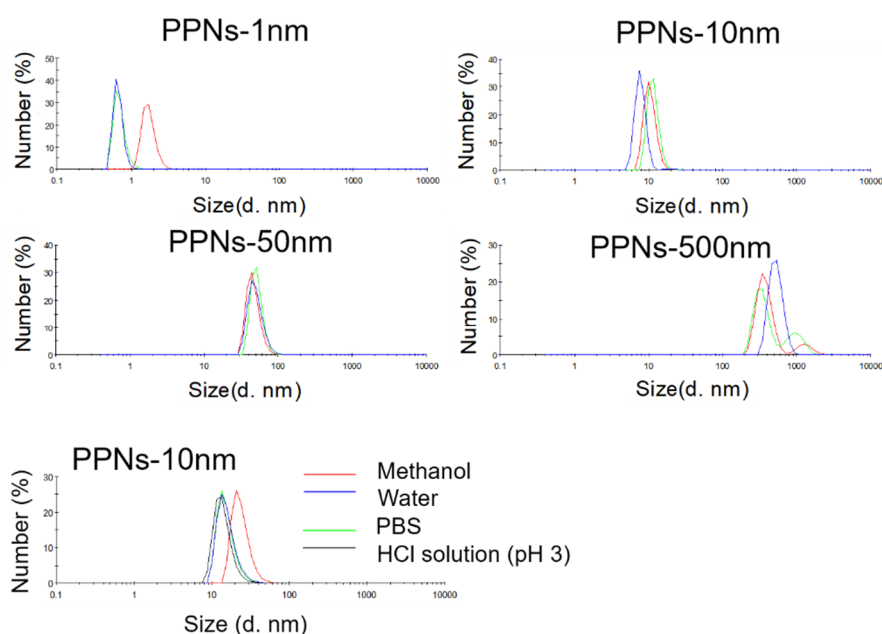 PPNs-1nm
Number (%)
50
40
30
20
10
0
0.1 1 10 100 1000 10000
Size(d. nm)
PPNs-10nm
Number (%)
40
30
20
10
0
0.1 1 10 100 1000 10000
Size(d. nm)
PPNs-50nm
Number (%)
40
30
20
10
0
0.1 1 10 100 1000 10000
Size(d. nm)
PPNs-500nm
Number (%)
30
20
10
0
0.1 1 10 100 1000 10000
Size(d. nm)
PPNs-10nm
Number (%)
30
20
10
0
0.1 1 10 100 1000 10000
Size (d. nm)
Methanol
Water
PBS
HCl solution (pH 3)